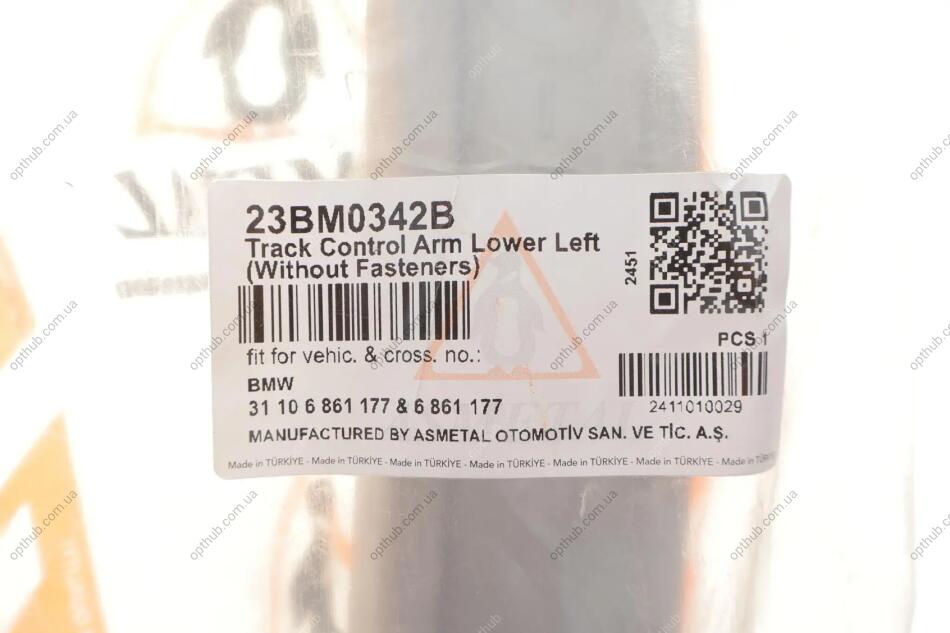 23BM0342B
Track Control Arm Lower Left
(Without Fasteners)
2451
PCS 1
fit for vehic. & cross. no.:
BMW
31 10 6 861 177 & 6 861 177
2411010029
MANUFACTURED BY ASMETAL OTOMOTİV SAN. VE TİC. A.Ş.
Made in TÜRKİYE - Made in TÜRKİYE - Made in TÜRKİYE - Made in TÜRKİYE - Made in TÜRKİYE - Made in TÜRKİYE - Made in
opthub.com.ua